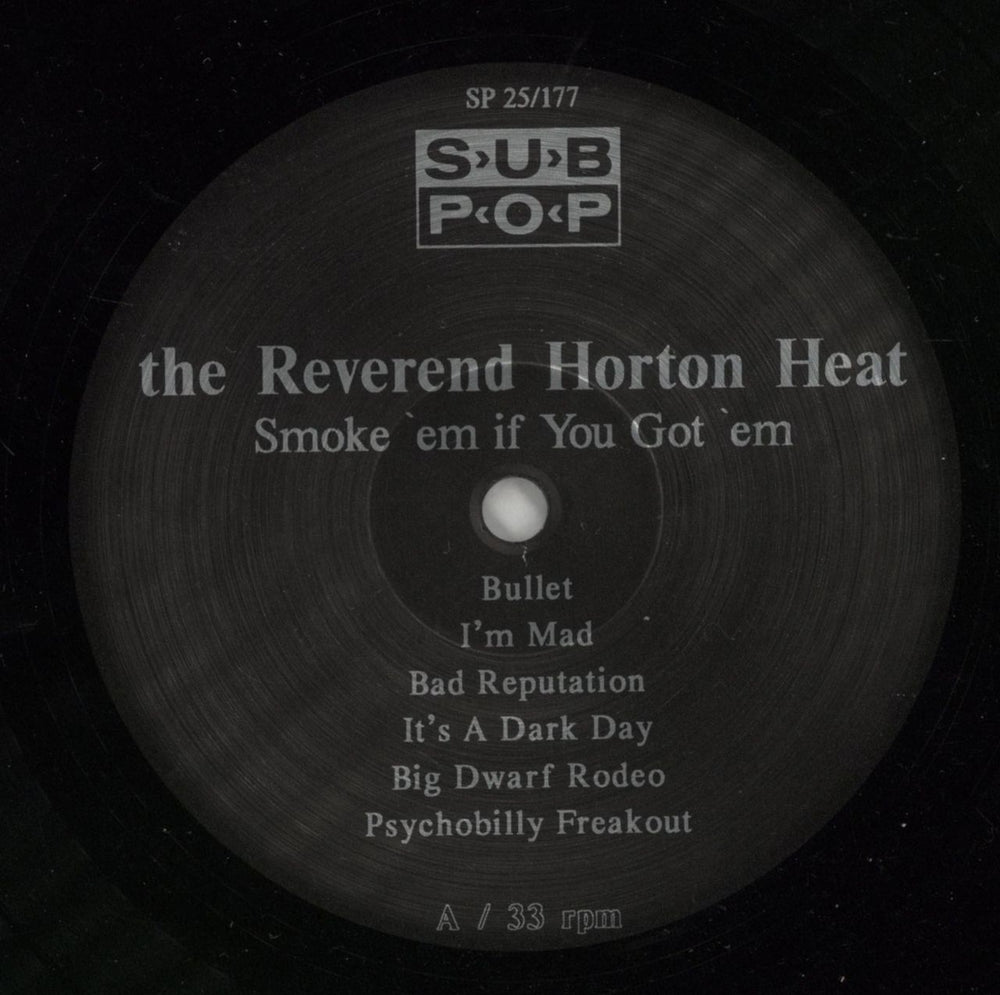 SP 25/177
S›U›B
P‹O‹P
the Reverend Horton Heat
Smoke `em if You Got `em
Bullet
I'm Mad
Bad Reputation
It's A Dark Day
Big Dwarf Rodeo
Psychobilly Freakout
A / 33 rpm